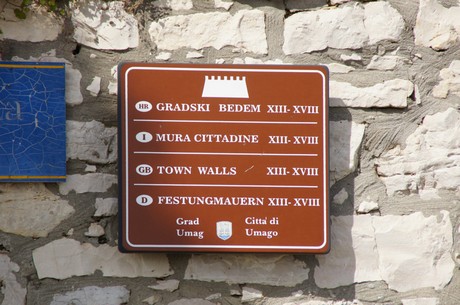 HR GRADSKI BEDEM XIII-XVIII
I MURA CITTADINE XIII-XVIII
GB TOWN WALLS XIII-XVIII
D FESTUNGMAUERN XIII-XVIII
Grad Città di
Umag Umago